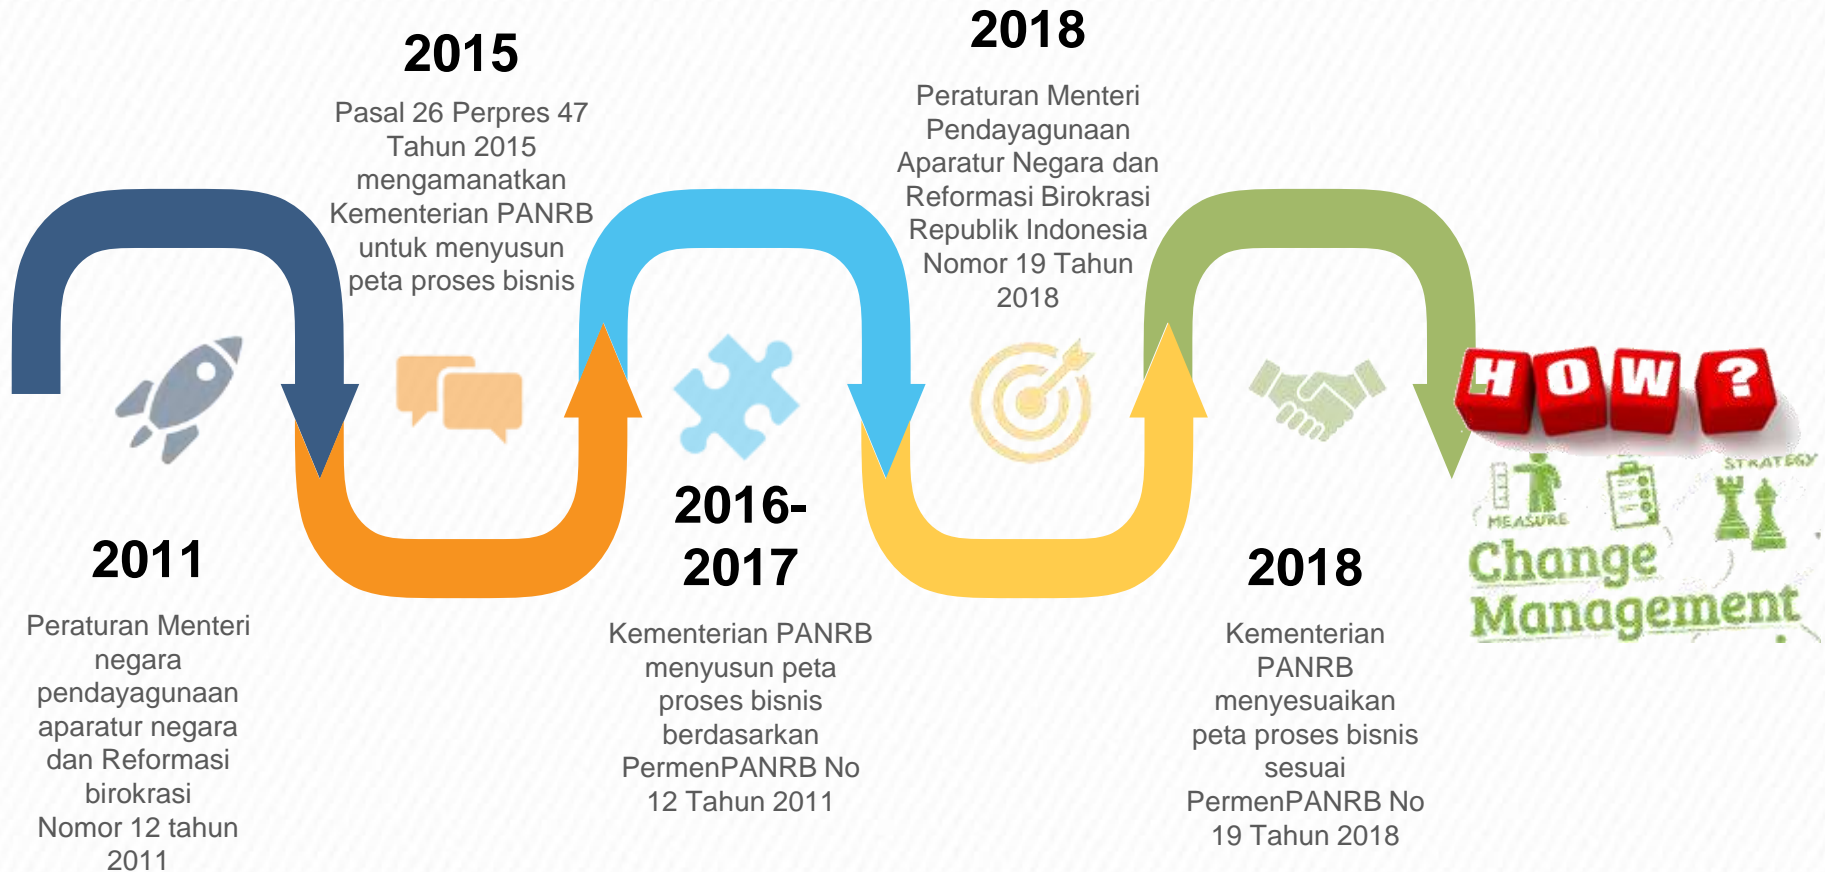 2011
Peraturan Menteri
negara
pendayagunaan
aparatur negara
dan Reformasi
birokrasi
Nomor 12 tahun
2011
2015
Pasal 26 Perpres 47
Tahun 2015
mengamanatkan
Kementerian PANRB
untuk menyusun
peta proses bisnis
2016-
2017
Kementerian PANRB
menyusun peta
proses bisnis
berdasarkan
PermenPANRB No
12 Tahun 2011
2018
Peraturan Menteri
Pendayagunaan
Aparatur Negara dan
Reformasi Birokrasi
Republik Indonesia
Nomor 19 Tahun
2018
2018
Kementerian
PANRB
menyesuaikan
peta proses bisnis
sesuai
PermenPANRB No
19 Tahun 2018
HOW?
STRATEGY
MEASURE
Change
Management